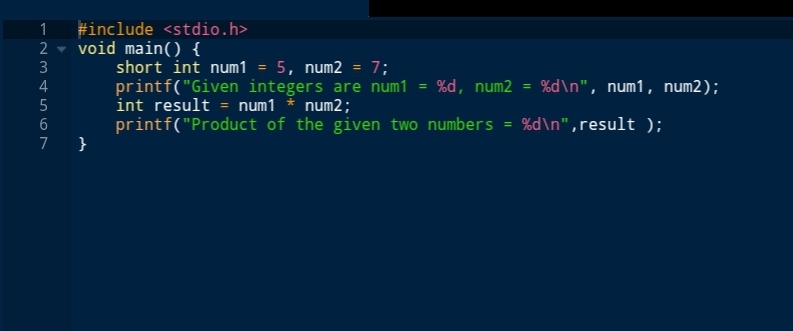 1 #include <stdio.h>
2 void main() {
3 short int num1 = 5, num2 = 7;
4 printf("Given integers are num1 = %d, num2 = %d\n", num1, num2);
5 int result = num1 * num2;
6 printf("Product of the given two numbers = %d\n",result );
7 }